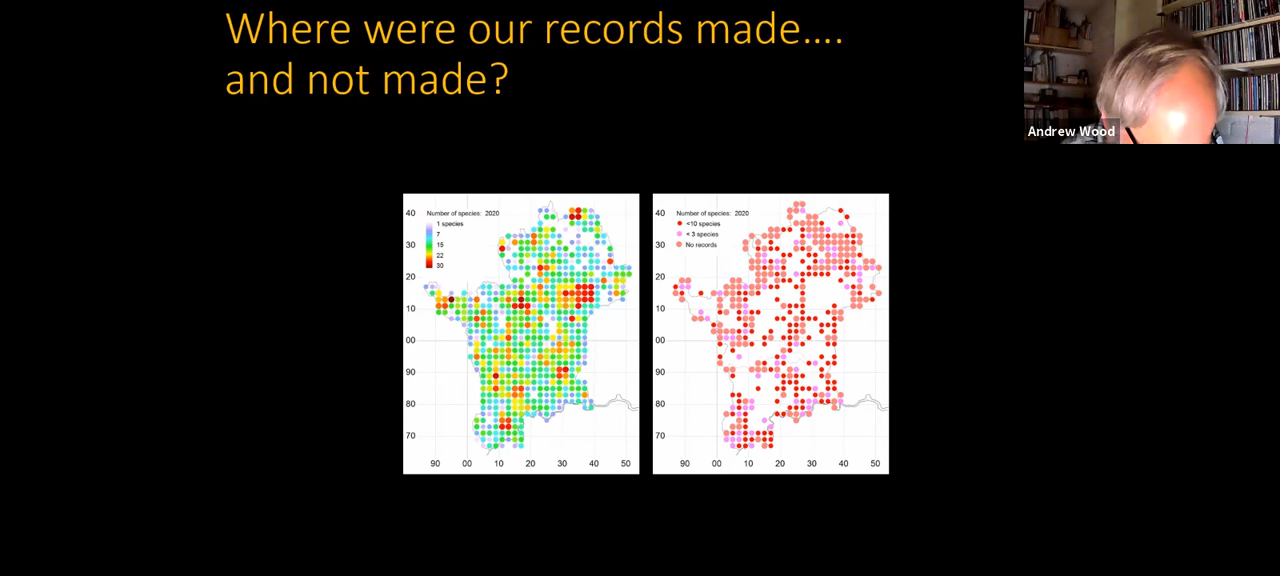 Where were our records made....
and not made?
Andrew Wood
Number of species: 2020
1 species
7
15
22
30
40
30
20
10
00
90
80
70
90 00 10 20 30 40 50
Number of species: 2020
<10 species
< 3 species
No records
40
30
20
10
00
90
80
70
90 00 10 20 30 40 50